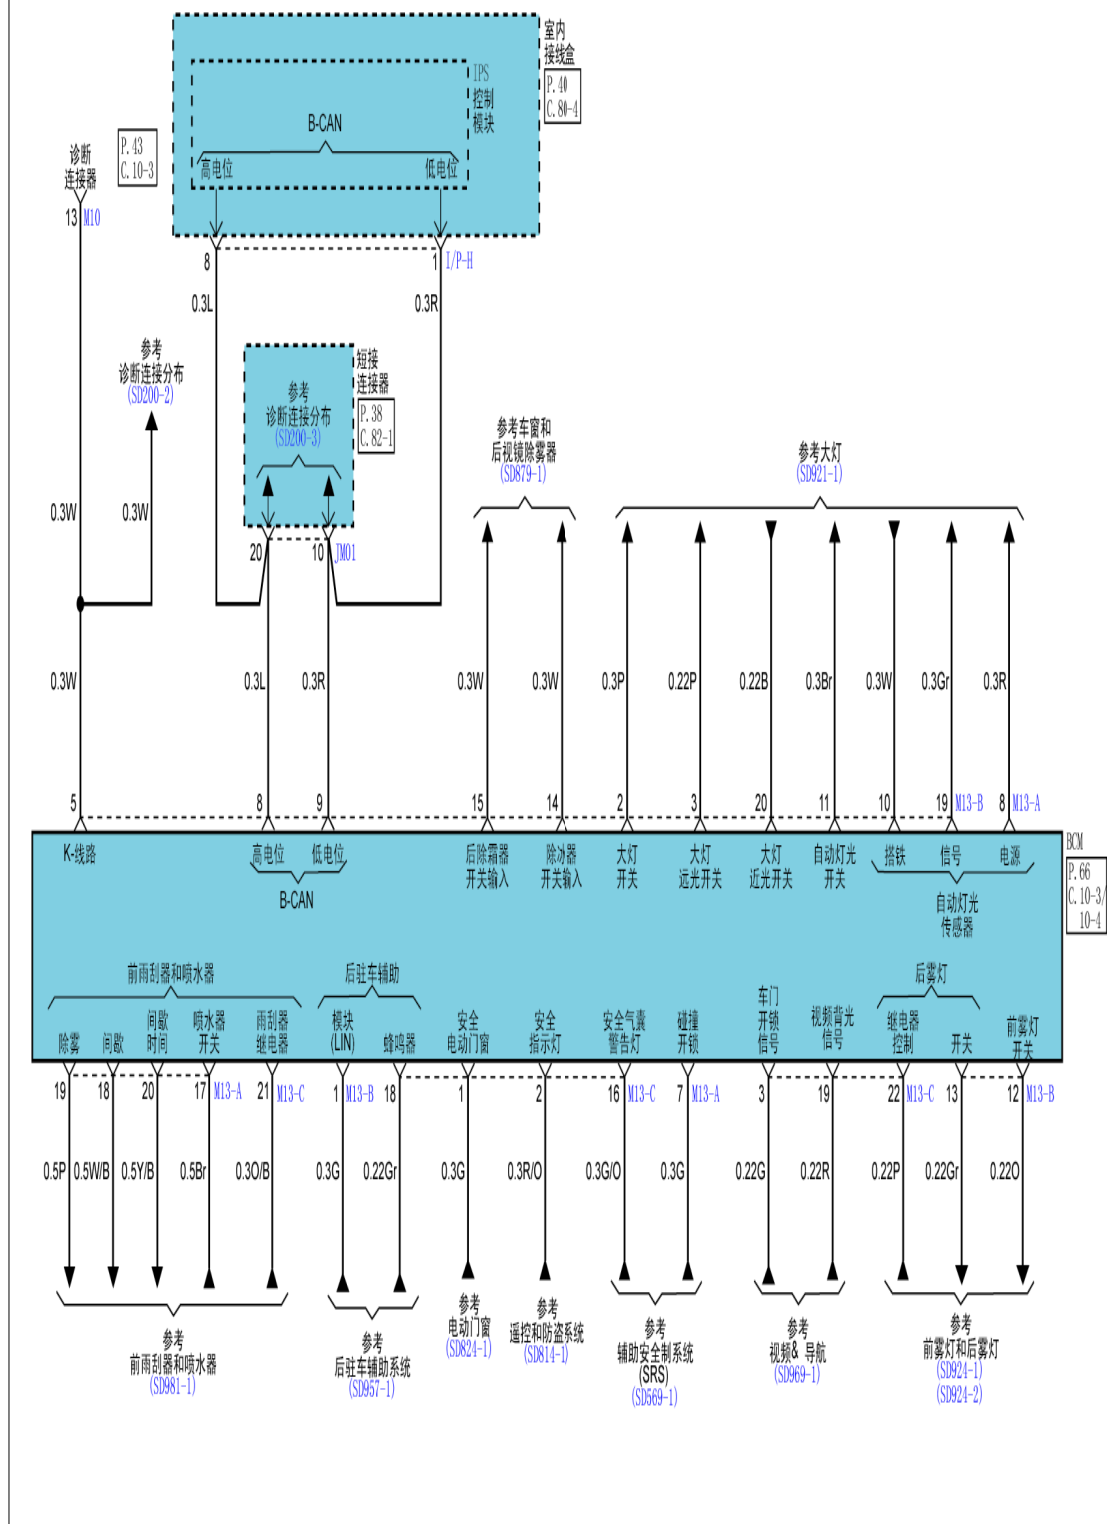 室内
接线盒
P.40
C.80-4
IPS
控制
模块
B-CAN
高电位
低电位
P.43
C.10-3
诊断
连接器
13
M10
8
1
I/P-H
0.3L
0.3R
参考
诊断连接分布
(SD200-2)
短接
连接器
P.38
C.82-1
参考
诊断连接分布
(SD200-3)
参考车窗和
后视镜除雾器
(SD879-1)
参考大灯
(SD921-1)
0.3W
0.3W
20
10
JM01
0.3W
0.3L
0.3R
0.3W
0.3W
0.3P
0.22P
0.22B
0.3Br
0.3W
0.3Gr
0.3R
5
8
9
15
14
2
3
20
11
10
19
M13-B
8
M13-A
BCM
P.66
C.10-3/
10-4
K-线路
高电位
低电位
B-CAN
后除霜器
开关输入
除冰器
开关输入
大灯
开关
大灯
远光开关
大灯
近光开关
自动灯光
开关
搭铁
信号
电源
自动灯光
传感器
前雨刮器和喷水器
后驻车辅助
后雾灯
除雾
间歇
间歇
时间
喷水器
开关
雨刮器
继电器
模块
(LIN)
蜂鸣器
安全
电动门窗
安全
指示灯
安全气囊
警告灯
碰撞
开锁
车门
开锁
信号
视频背光
信号
继电器
控制
开关
前雾灯
开关
19
18
20
17
M13-A
21
M13-C
1
M13-B
18
1
2
16
M13-C
7
M13-A
3
19
22
M13-C
13
12
M13-B
0.5P
0.5W/B
0.5Y/B
0.5Br
0.3O/B
0.3G
0.22Gr
0.3G
0.3R/O
0.3G/O
0.3G
0.22G
0.22R
0.22P
0.22Gr
0.22O
参考
前雨刮器和喷水器
(SD981-1)
参考
后驻车辅助系统
(SD957-1)
参考
电动门窗
(SD824-1)
参考
遥控和防盗系统
(SD814-1)
参考
辅助安全制系统
(SRS)
(SD569-1)
参考
视频& 导航
(SD969-1)
参考
前雾灯和后雾灯
(SD924-1)
(SD924-2)